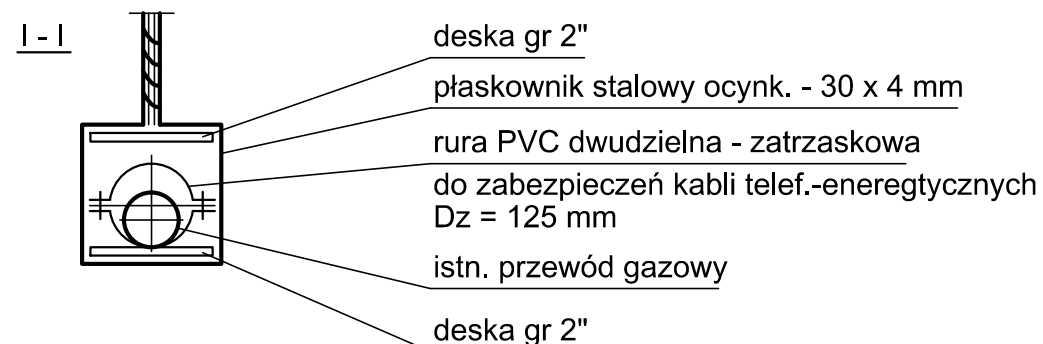 I - I
deska gr 2"
płaskownik stalowy ocynk. - 30 x 4 mm
rura PVC dwudzielna - zatrzaskowa
do zabezpieczeń kabli telef.-eneregtycznych
Dz = 125 mm
istn. przewód gazowy
deska gr 2"